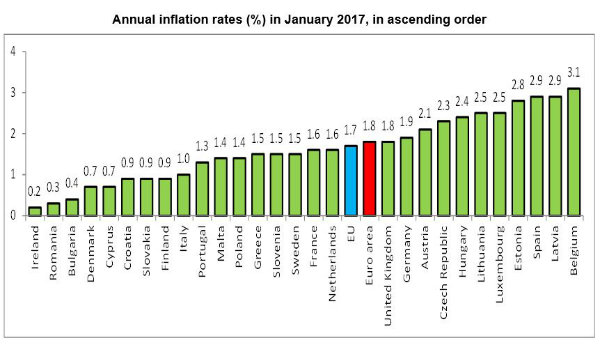 Annual inflation rates (%) in January 2017, in ascending order
4
3
2
1
0
0.2
0.3
0.4
0.7
0.7
0.9
0.9
0.9
1.0
1.3
1.4
1.4
1.5
1.5
1.5
1.6
1.6
1.7
1.8
1.8
1.9
2.1
2.3
2.4
2.5
2.5
2.8
2.9
2.9
3.1
Ireland
Romania
Bulgaria
Denmark
Cyprus
Croatia
Slovakia
Finland
Italy
Portugal
Malta
Poland
Greece
Slovenia
Sweden
France
Netherlands
EU
Euro area
United Kingdom
Germany
Austria
Czech Republic
Hungary
Lithuania
Luxembourg
Estonia
Spain
Latvia
Belgium